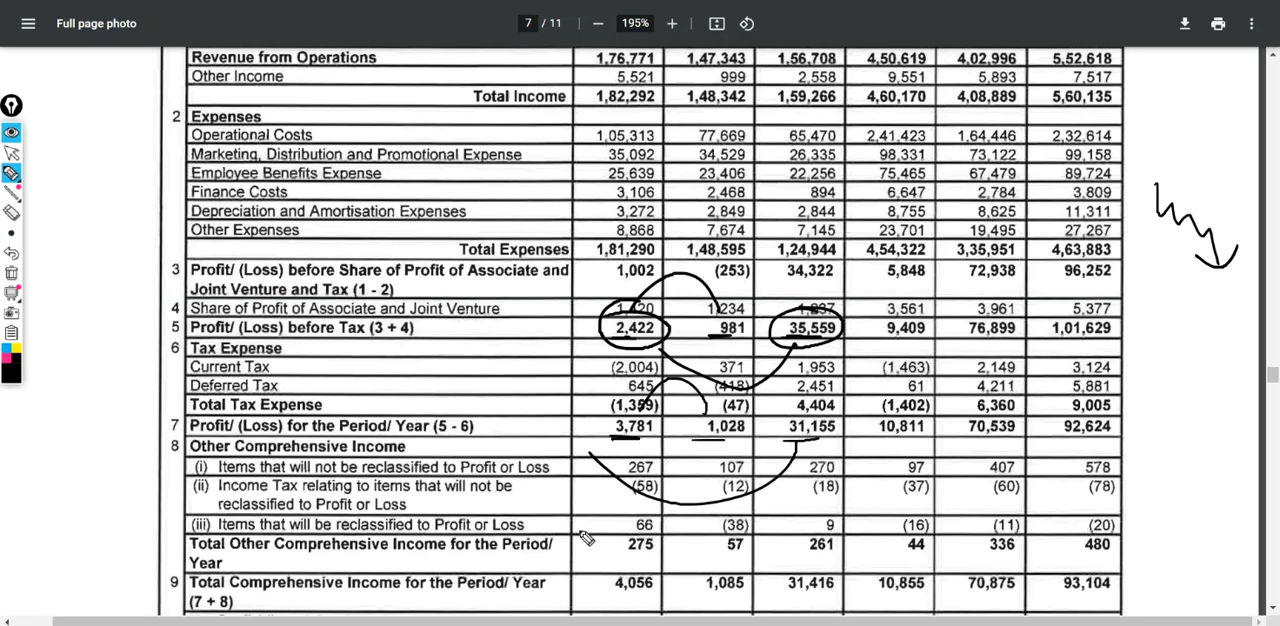 Full page photo
7 / 11
195%
Revenue from Operations 1,76,771 1,47,343 1,56,708 4,50,619 4,02,996 5,52,618
Other Income 5,521 999 2,558 9,551 5,893 7,517
Total Income 1,82,292 1,48,342 1,59,266 4,60,170 4,08,889 5,60,135
2 Expenses
Operational Costs 1,05,313 77,669 65,470 2,41,423 1,64,446 2,32,614
Marketing, Distribution and Promotional Expense 35,092 34,529 26,335 98,331 73,122 99,158
Employee Benefits Expense 25,639 23,406 22,256 75,465 67,479 89,724
Finance Costs 3,106 2,468 894 6,647 2,784 3,809
Depreciation and Amortisation Expenses 3,272 2,849 2,844 8,755 8,625 11,311
Other Expenses 8,868 7,674 7,145 23,701 19,495 27,267
Total Expenses 1,81,290 1,48,595 1,24,944 4,54,322 3,35,951 4,63,883
3 Profit/ (Loss) before Share of Profit of Associate and 1,002 (253) 34,322 5,848 72,938 96,252
Joint Venture and Tax (1 - 2)
4 Share of Profit of Associate and Joint Venture 1,420 1,234 1,237 3,561 3,961 5,377
5 Profit/ (Loss) before Tax (3 + 4) 2,422 981 35,559 9,409 76,899 1,01,629
6 Tax Expense
Current Tax (2,004) 371 1,953 (1,463) 2,149 3,124
Deferred Tax 645 (418) 2,451 61 4,211 5,881
Total Tax Expense (1,359) (47) 4,404 (1,402) 6,360 9,005
7 Profit/ (Loss) for the Period/ Year (5 - 6) 3,781 1,028 31,155 10,811 70,539 92,624
8 Other Comprehensive Income
(i) Items that will not be reclassified to Profit or Loss 267 107 270 97 407 578
(ii) Income Tax relating to items that will not be (58) (12) (18) (37) (60) (78)
reclassified to Profit or Loss
(iii) Items that will be reclassified to Profit or Loss 66 (38) 9 (16) (11) (20)
Total Other Comprehensive Income for the Period/ 275 57 261 44 336 480
Year
9 Total Comprehensive Income for the Period/ Year 4,056 1,085 31,416 10,855 70,875 93,104
(7 + 8)